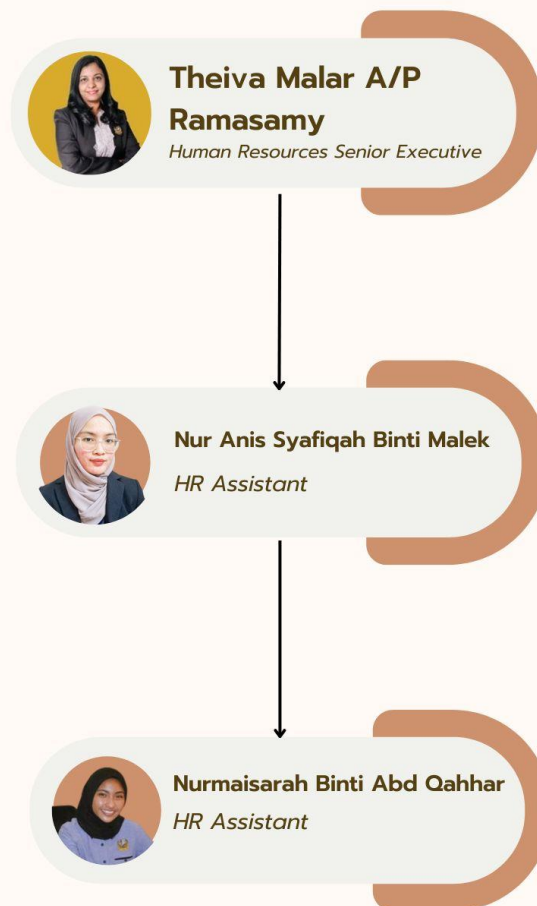 Theiva Malar A/P
Ramasamy
Human Resources Senior Executive
Nur Anis Syafiqah Binti Malek
HR Assistant
Nurmaisarah Binti Abd Qahhar
HR Assistant